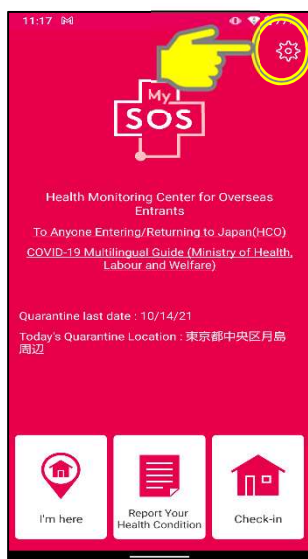 11:17
My
SOS
Health Monitoring Center for Overseas
Entrants
To Anyone Entering/Returning to Japan(HCO)
COVID-19 Multilingual Guide (Ministry of Health,
Labour and Welfare)
Quarantine last date : 10/14/21
Today's Quarantine Location : 東京都中央区月島
周辺
I'm here
Report Your
Health Condition
Check-in